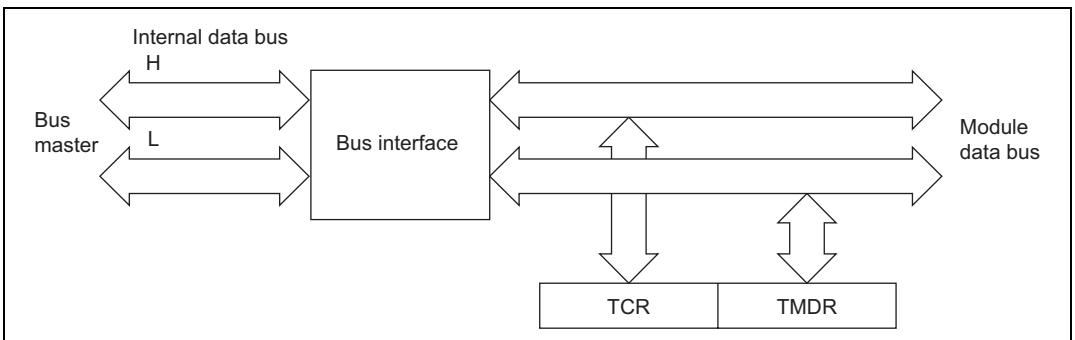 Internal data bus
H
Bus
master
L
Bus interface
Module
data bus
TCR
TMDR